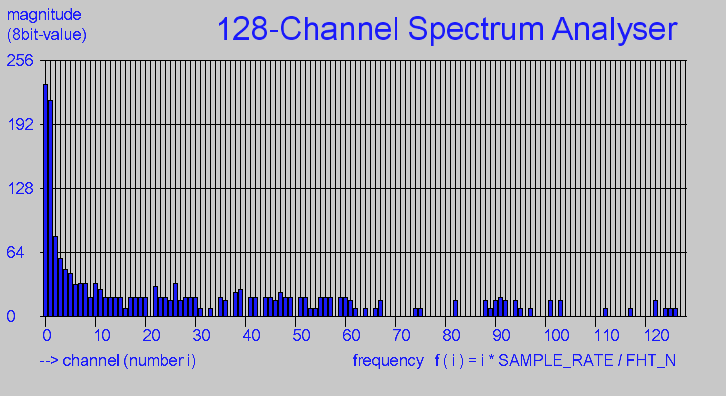 magnitude
(8bit-value)
128-Channel Spectrum Analyser
256
192
128
64
0
0 10 20 30 40 50 60 70 80 90 100 110 120
--> channel (number i)
frequency f ( i ) = i * SAMPLE_RATE / FHT_N